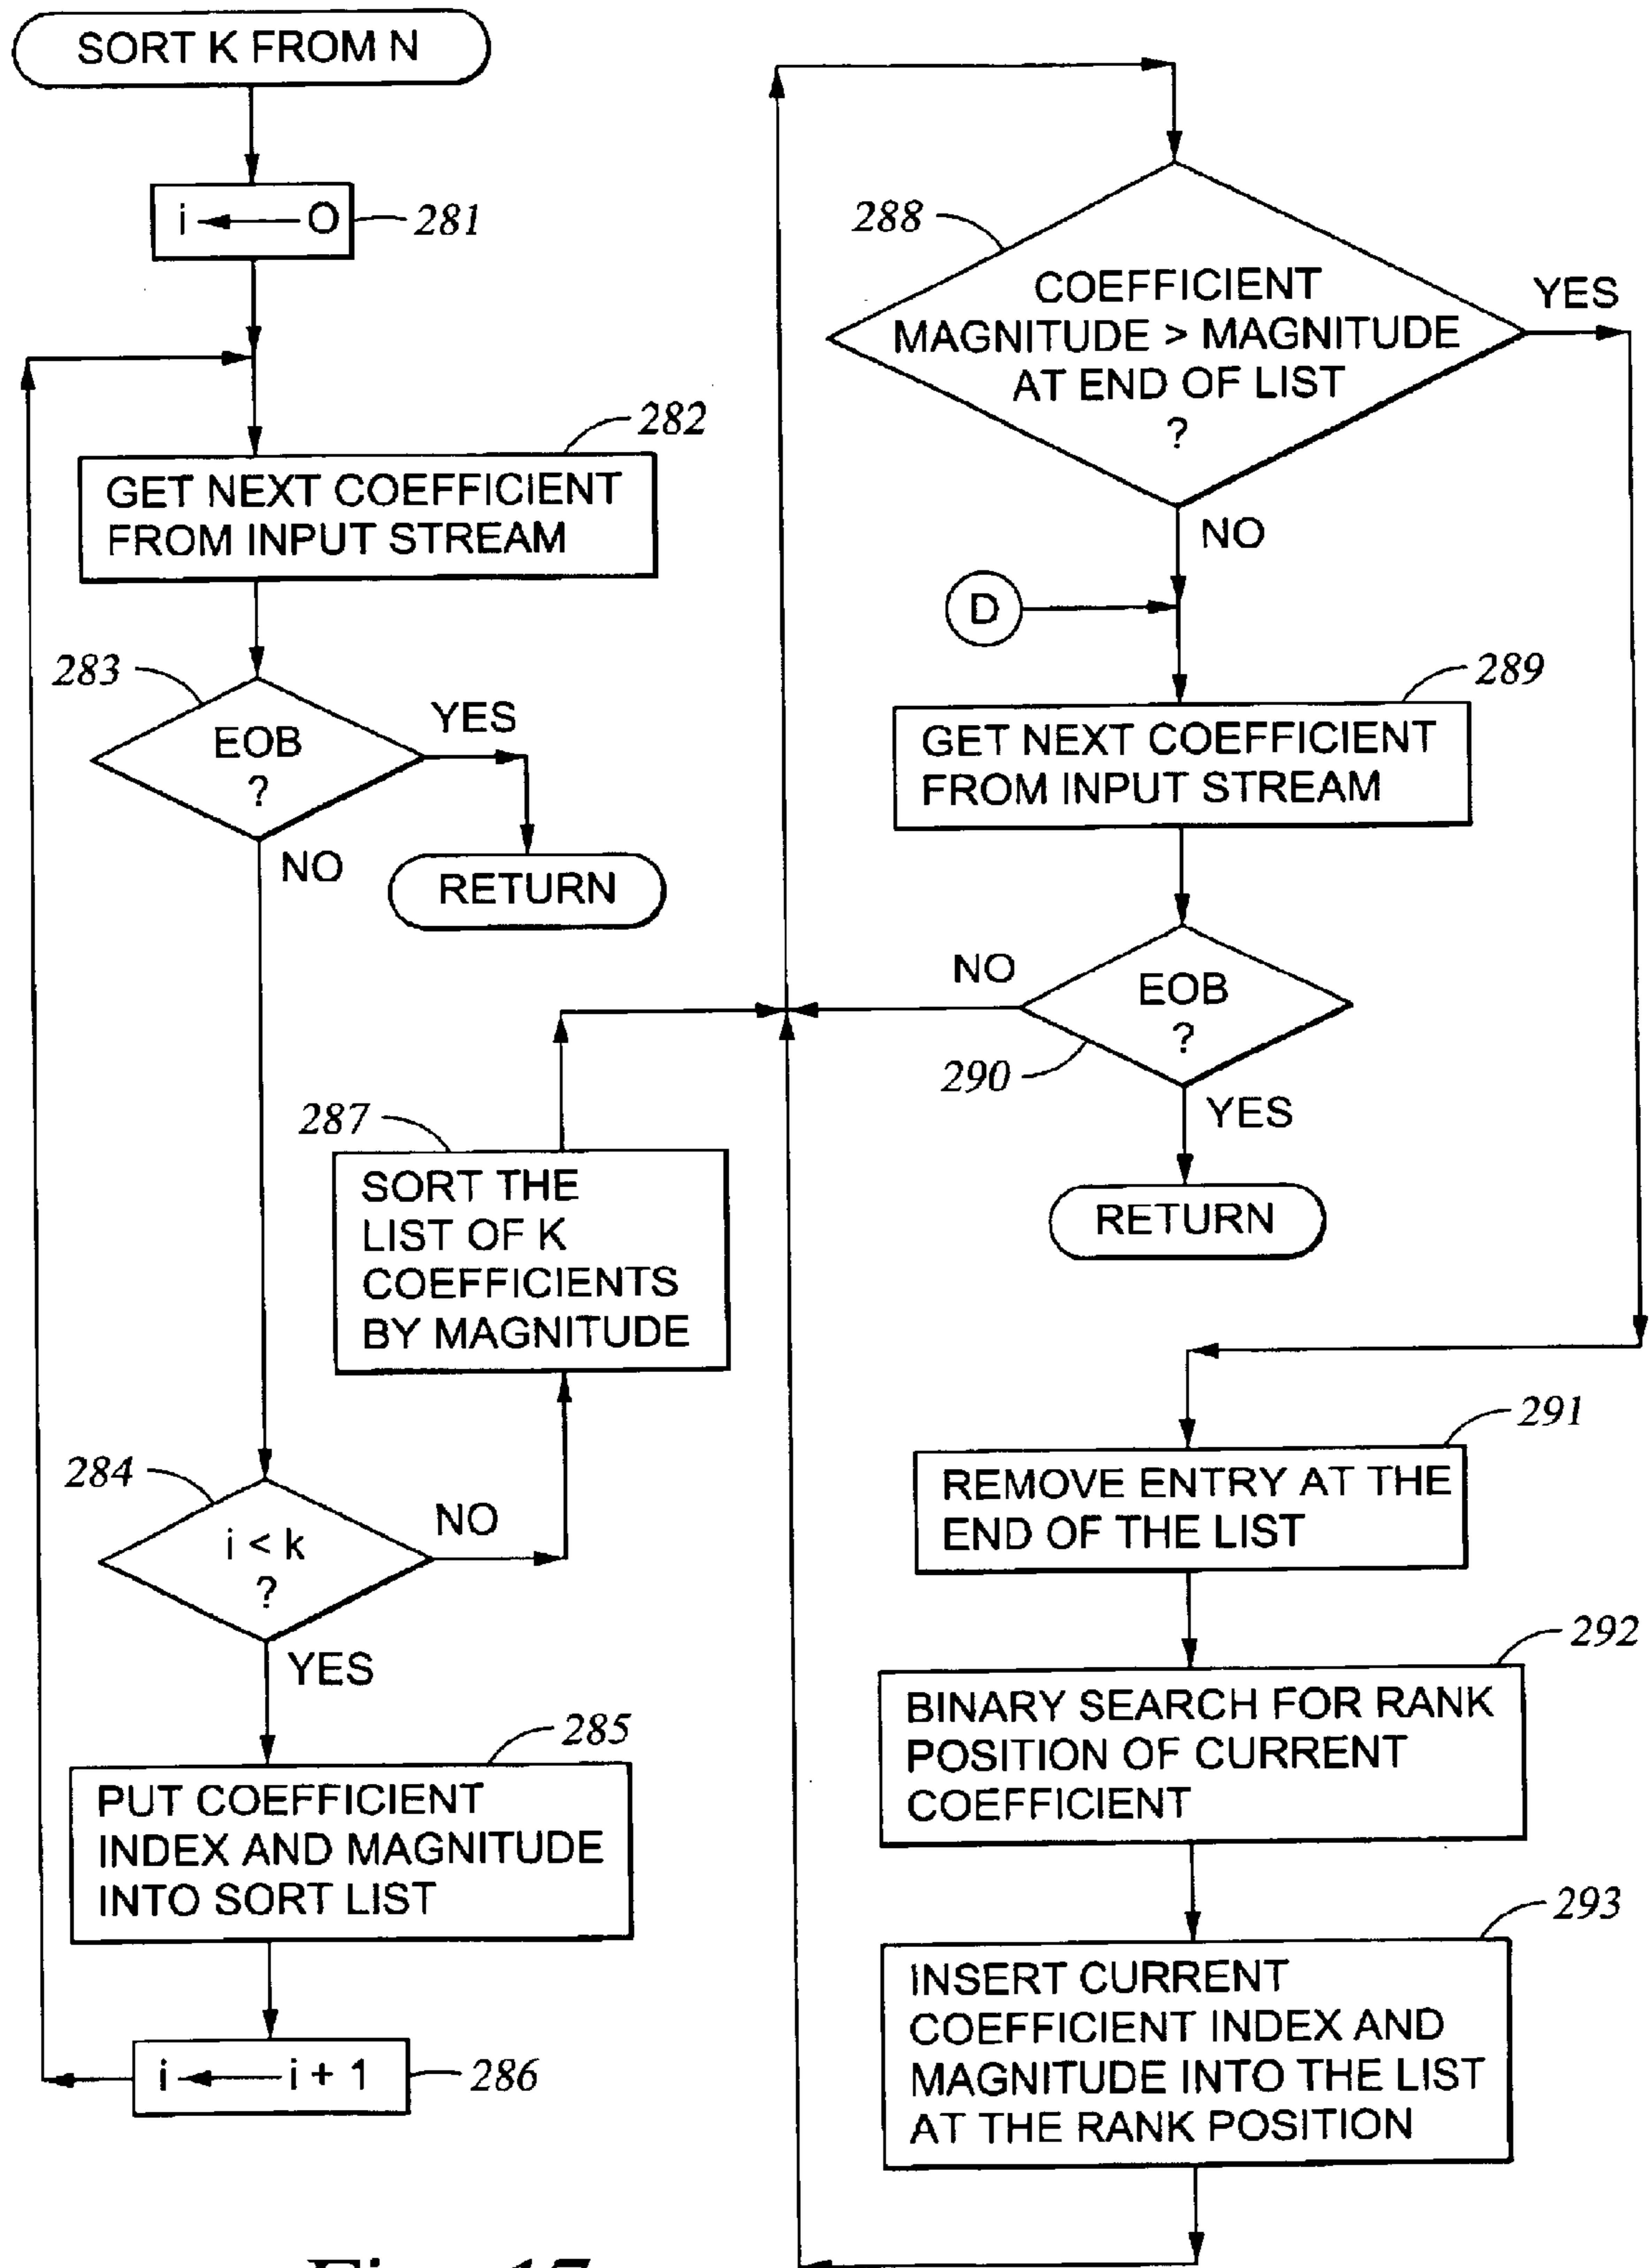 SORT K FROM N
i ← 0
281
282
GET NEXT COEFFICIENT
FROM INPUT STREAM
283
EOB
?
YES
NO
RETURN
284
i < k
?
NO
YES
285
PUT COEFFICIENT
INDEX AND MAGNITUDE
INTO SORT LIST
i ← i + 1
286
287
SORT THE
LIST OF K
COEFFICIENTS
BY MAGNITUDE
288
COEFFICIENT
MAGNITUDE > MAGNITUDE
AT END OF LIST
?
YES
NO
D
289
GET NEXT COEFFICIENT
FROM INPUT STREAM
290
EOB
?
NO
YES
RETURN
291
REMOVE ENTRY AT THE
END OF THE LIST
292
BINARY SEARCH FOR RANK
POSITION OF CURRENT
COEFFICIENT
293
INSERT CURRENT
COEFFICIENT INDEX AND
MAGNITUDE INTO THE LIST
AT THE RANK POSITION